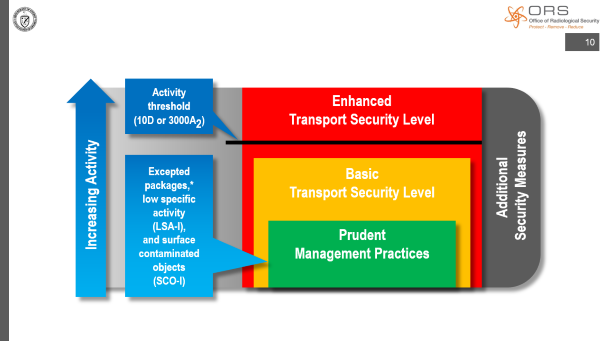 ORS
Office of Radiological Security
Protect · Remove · Reduce
10
Increasing Activity
Activity
threshold
(10D or 3000A2)
Excepted
packages,*
low specific
activity
(LSA-I),
and surface
contaminated
objects
(SCO-I)
Enhanced
Transport Security Level
Basic
Transport Security Level
Prudent
Management Practices
Additional
Security Measures